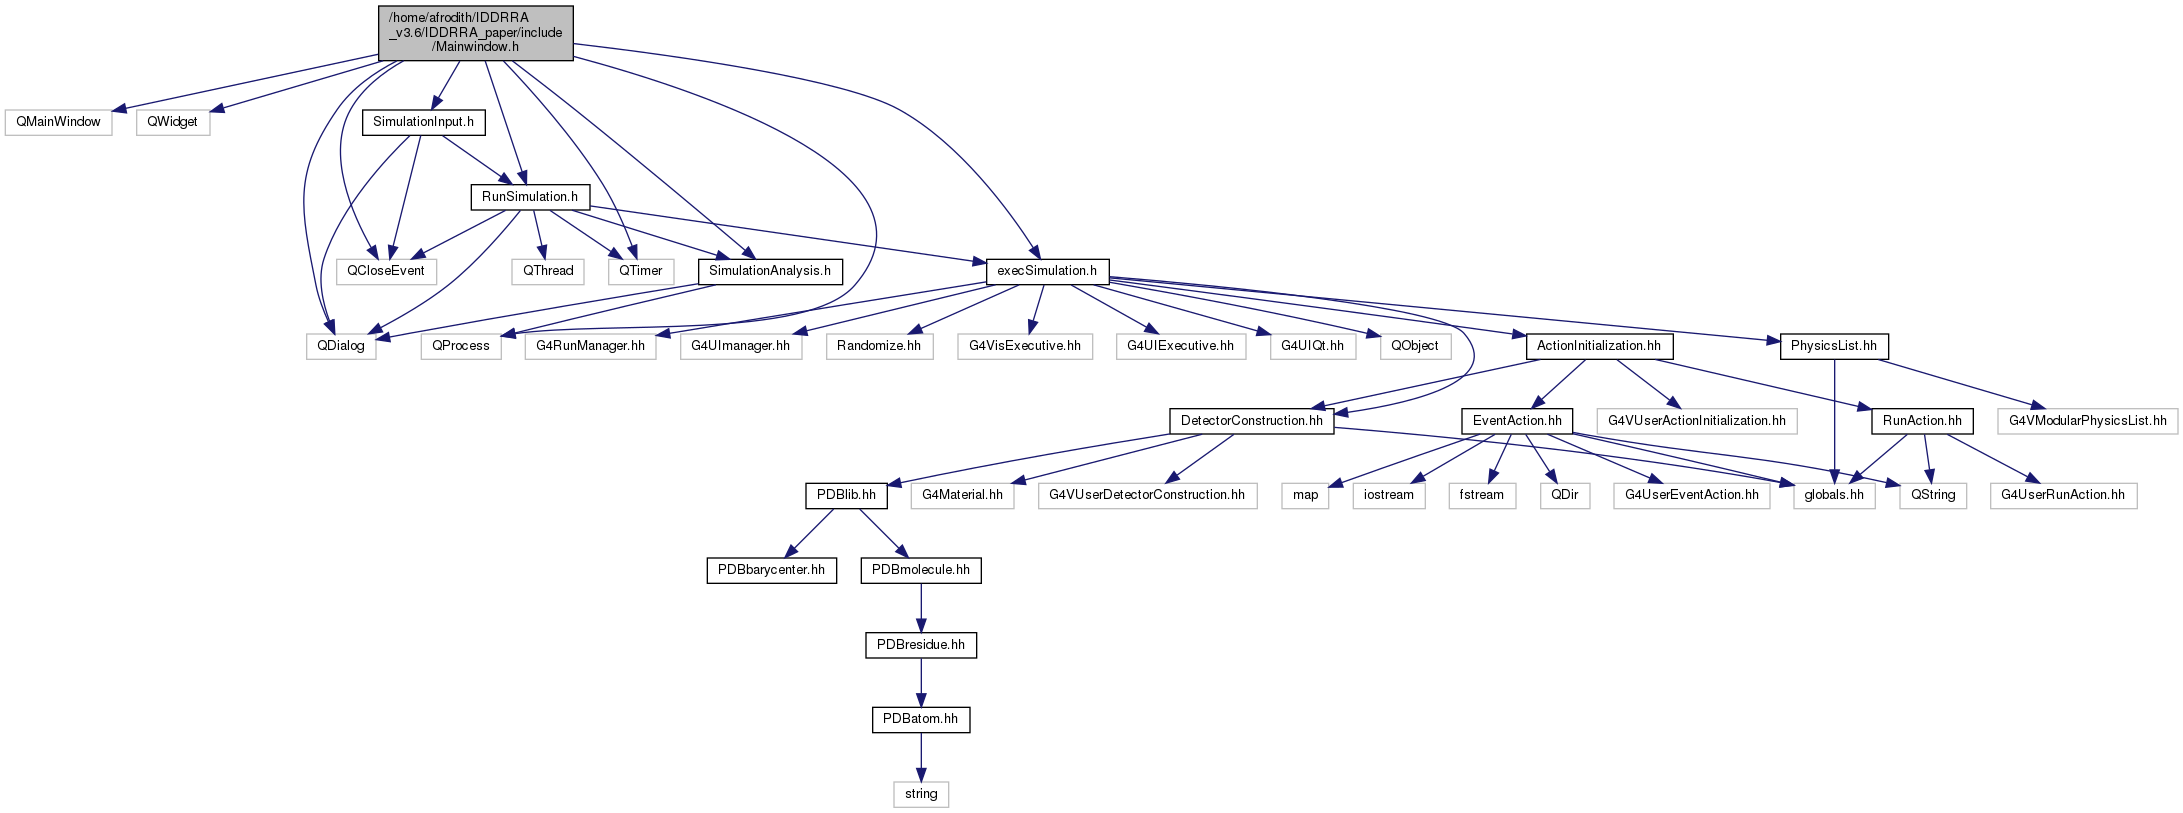 /home/afrodith/IDDRRA
_v3.6/IDDRRA_paper/include
/Mainwindow.h
QMainWindow
QWidget
SimulationInput.h
RunSimulation.h
QCloseEvent
QThread
QTimer
SimulationAnalysis.h
execSimulation.h
QDialog
QProcess
G4RunManager.hh
G4UImanager.hh
Randomize.hh
G4VisExecutive.hh
G4UIExecutive.hh
G4UIQt.hh
QObject
ActionInitialization.hh
PhysicsList.hh
DetectorConstruction.hh
EventAction.hh
G4VUserActionInitialization.hh
RunAction.hh
G4VModularPhysicsList.hh
PDBlib.hh
G4Material.hh
G4VUserDetectorConstruction.hh
map
iostream
fstream
QDir
G4UserEventAction.hh
globals.hh
QString
G4UserRunAction.hh
PDBbarycenter.hh
PDBmolecule.hh
PDBresidue.hh
PDBatom.hh
string